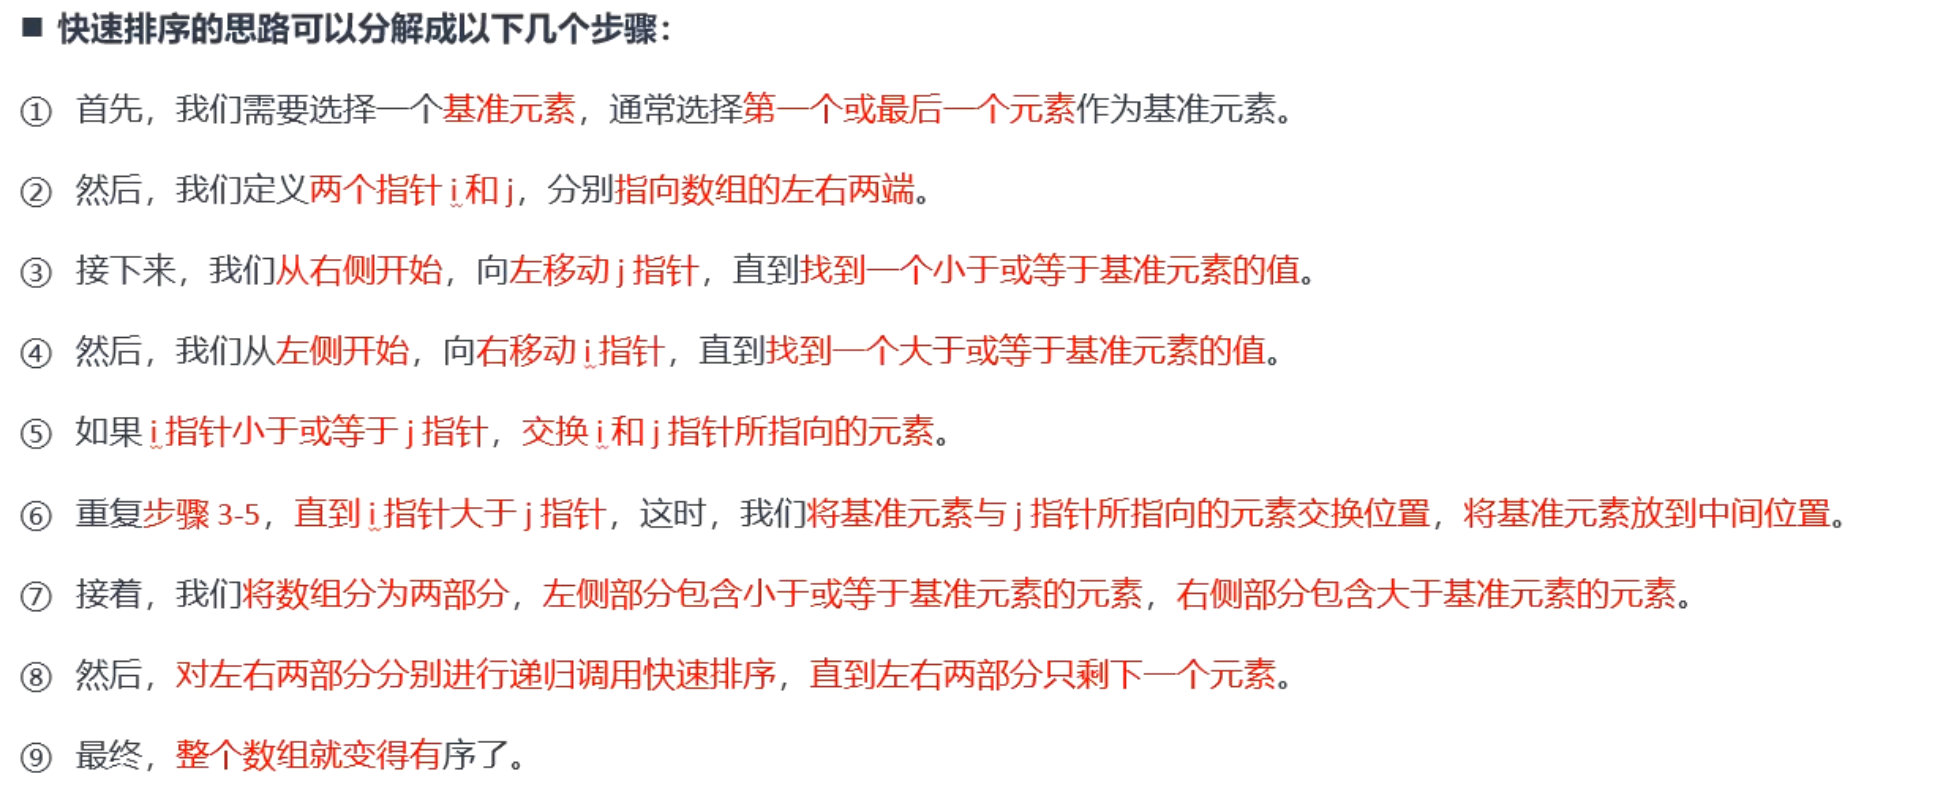 ■ 快速排序的思路可以分解成以下几个步骤：
① 首先，我们需要选择一个基准元素，通常选择第一个或最后一个元素作为基准元素。
② 然后，我们定义两个指针 i 和 j，分别指向数组的左右两端。
③ 接下来，我们从右侧开始，向左移动 j 指针，直到找到一个小于或等于基准元素的值。
④ 然后，我们从左侧开始，向右移动 i 指针，直到找到一个大于或等于基准元素的值。
⑤ 如果 i 指针小于或等于 j 指针，交换 i 和 j 指针所指向的元素。
⑥ 重复步骤 3-5，直到 i 指针大于 j 指针，这时，我们将基准元素与 j 指针所指向的元素交换位置，将基准元素放到中间位置。
⑦ 接着，我们将数组分为两部分，左侧部分包含小于或等于基准元素的元素，右侧部分包含大于基准元素的元素。
⑧ 然后，对左右两部分分别进行递归调用快速排序，直到左右两部分只剩下一个元素。
⑨ 最终，整个数组就变得有序了。